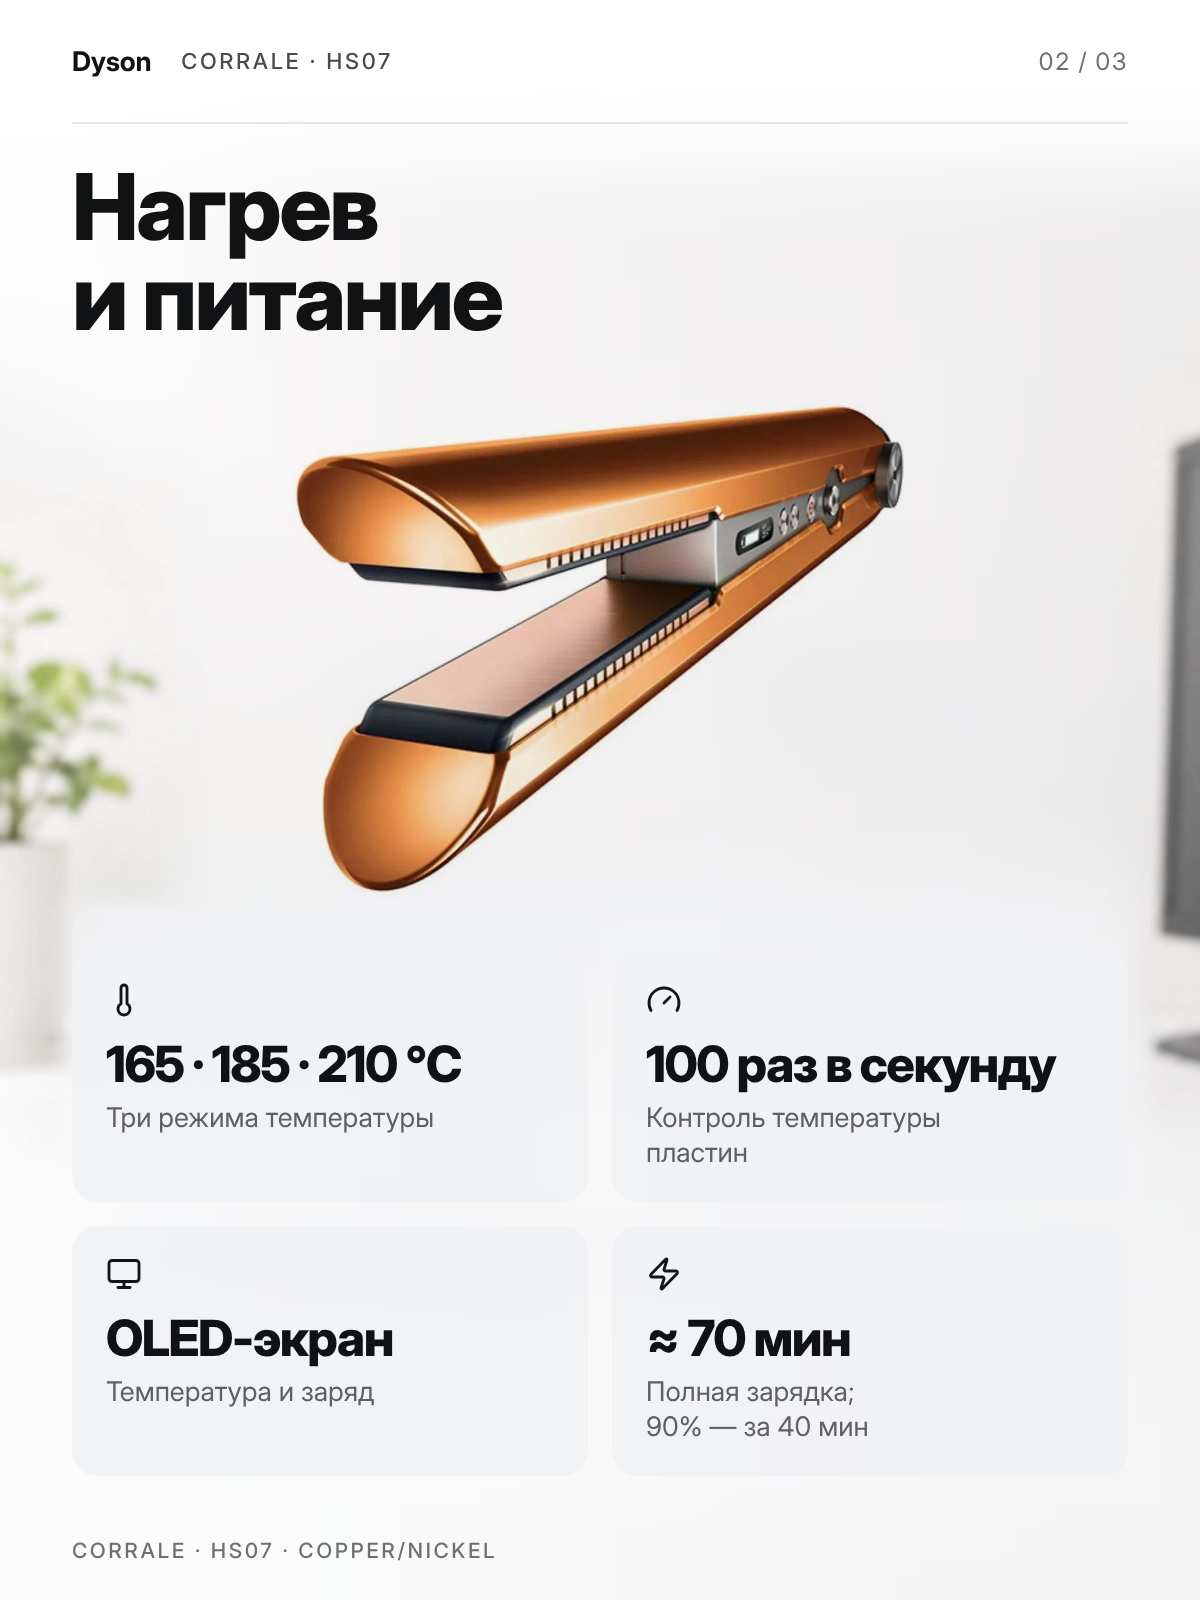 Dyson CORRALE · HS07 02 / 03
Нагрев
и питание
165 · 185 · 210 °C
Три режима температуры
100 раз в секунду
Контроль температуры
пластин
OLED-экран
Температура и заряд
≈ 70 мин
Полная зарядка;
90% — за 40 мин
CORRALE · HS07 · COPPER/NICKEL